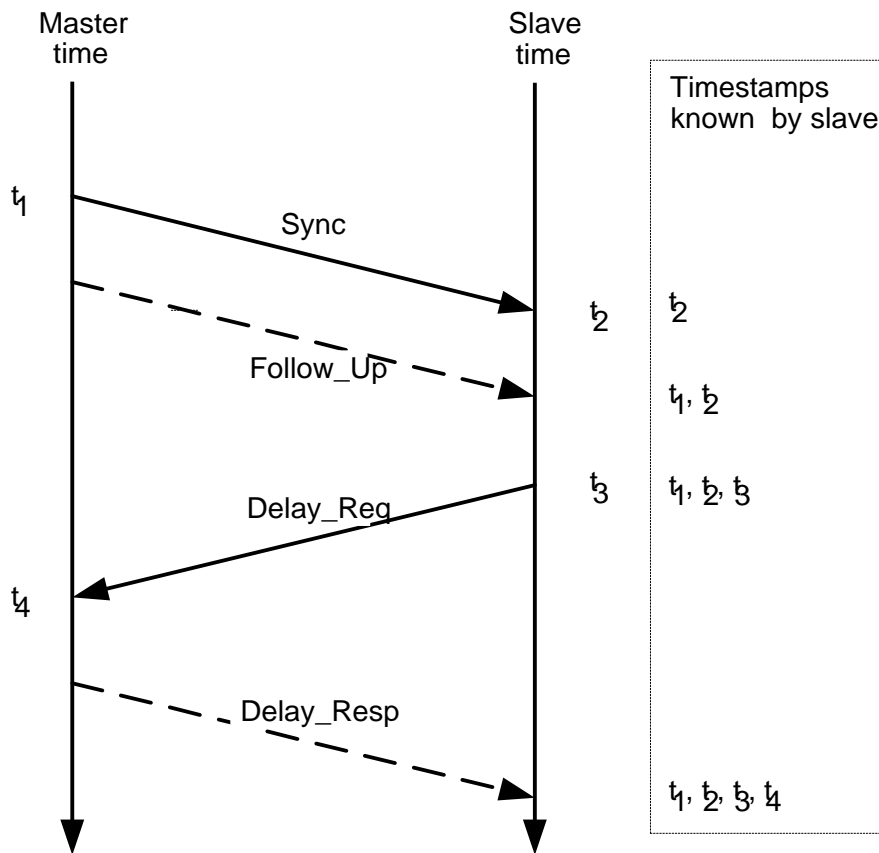 Master
time
Slave
time
Timestamps
known by slave
t1
Sync
t2
t2
Follow_Up
t1, t2
t3
t1, t2, t3
Delay_Req
t4
Delay_Resp
t1, t2, t3, t4